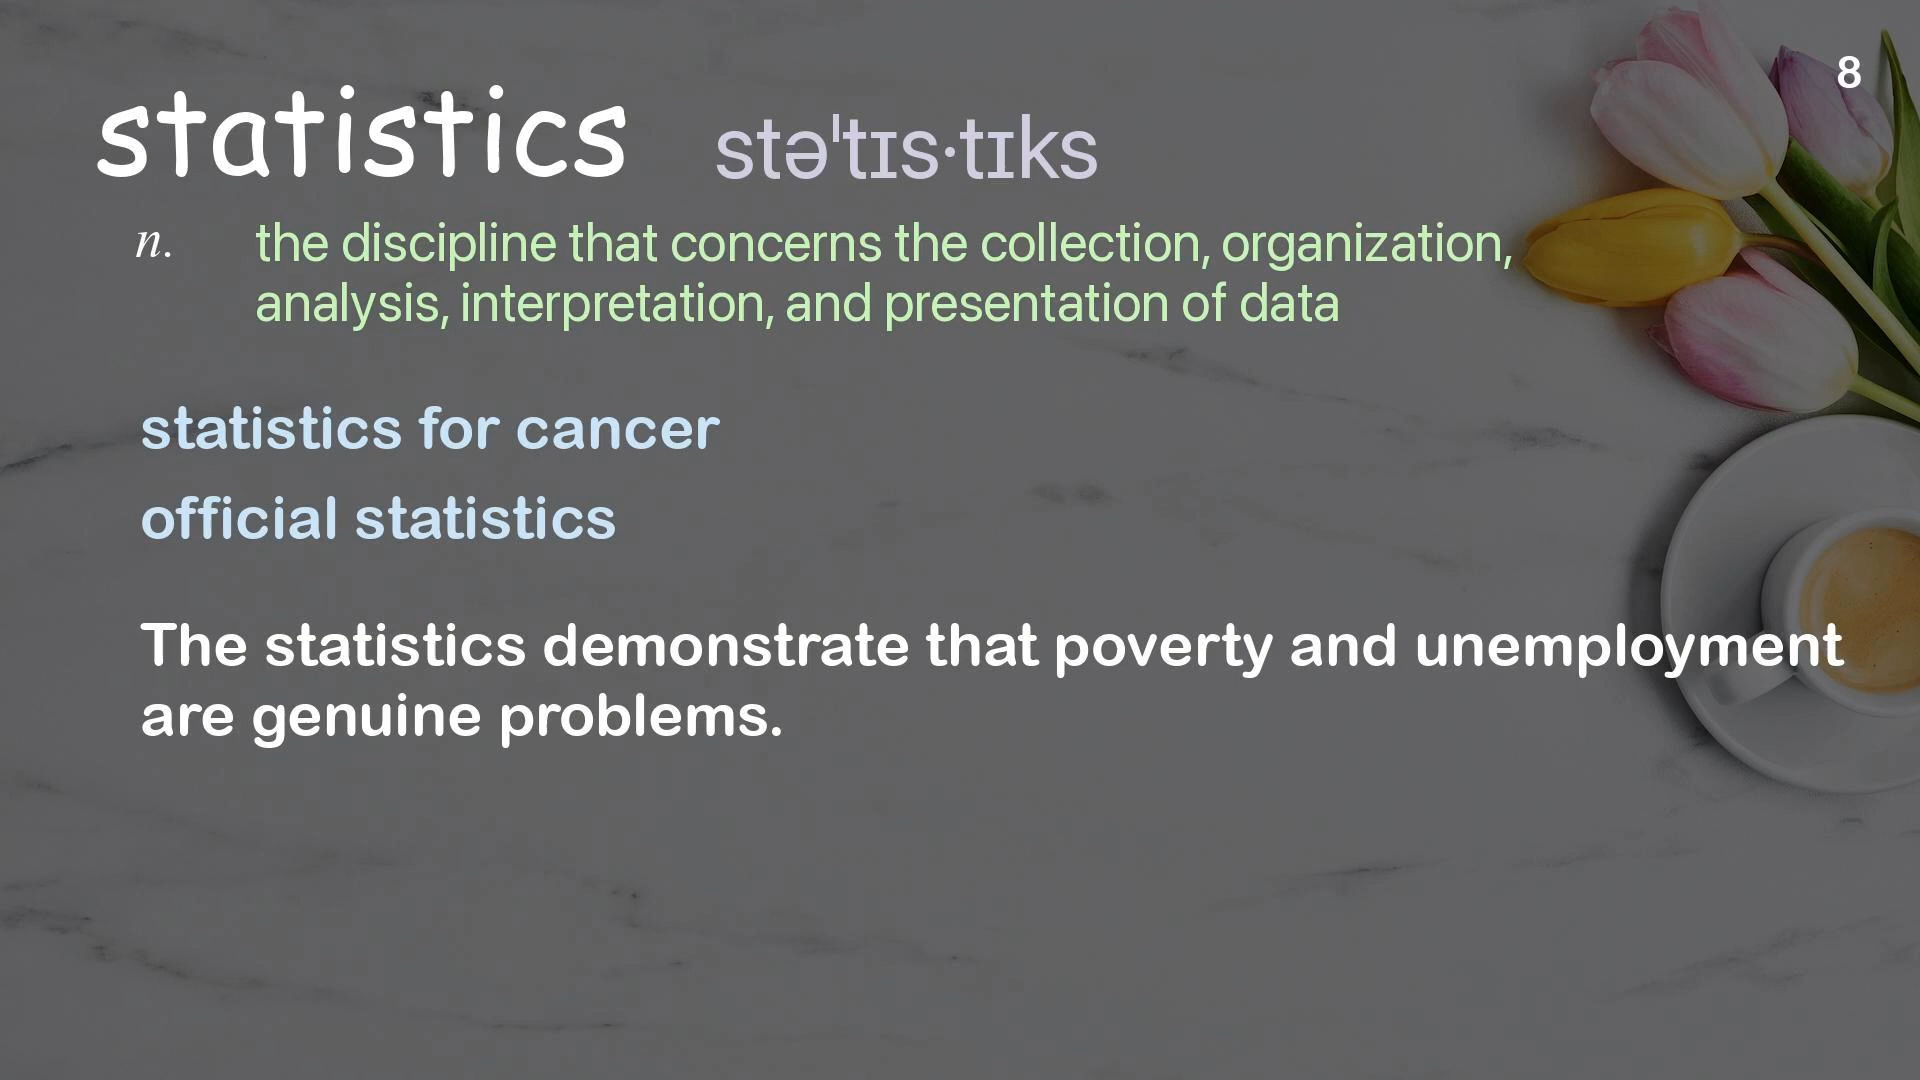 8
statistics stəˈtɪs·tɪks
n. the discipline that concerns the collection, organization,
analysis, interpretation, and presentation of data
statistics for cancer
official statistics
The statistics demonstrate that poverty and unemployment
are genuine problems.